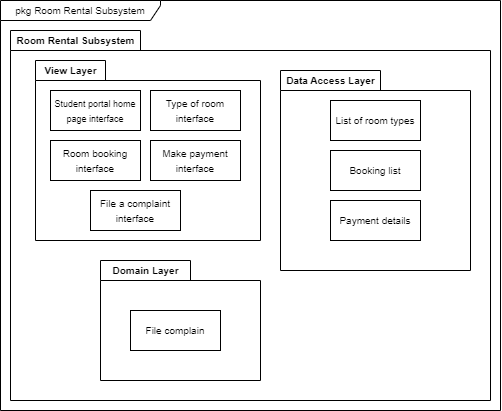 pkg Room Rental Subsystem
Room Rental Subsystem
View Layer
Student portal home
page interface
Type of room
interface
Room booking
interface
Make payment
interface
File a complaint
interface
Data Access Layer
List of room types
Booking list
Payment details
Domain Layer
File complain